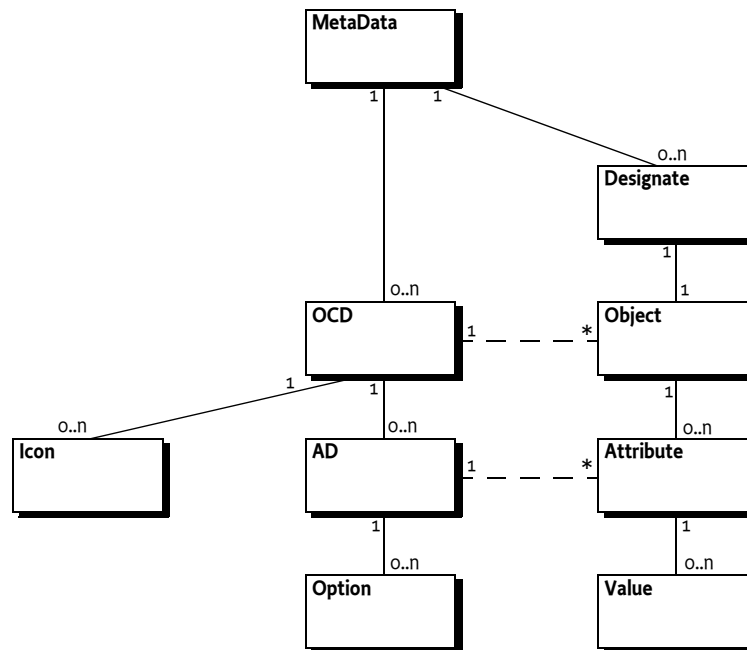 MetaData
1 1
0..n
Designate
1
0..n 1
OCD Object
1 *
1 1 1
0..n 0..n 0..n
Icon AD Attribute
1 *
1 1
0..n 0..n
Option Value